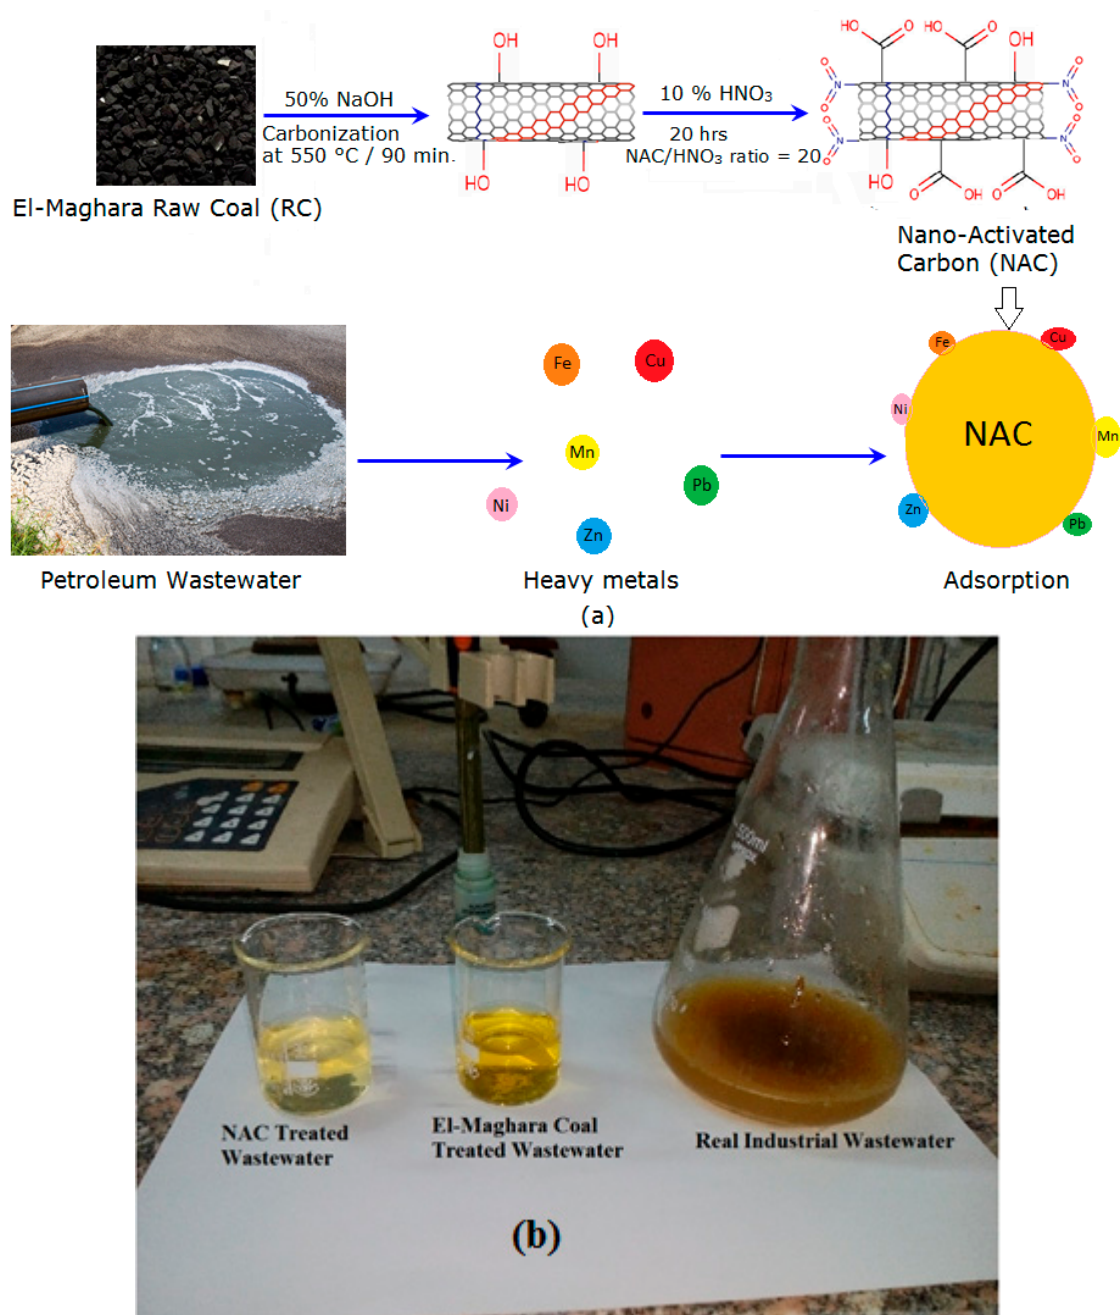 OH
OH
HO
HO
50% NaOH
Carbonization
at 550 °C / 90 min.
10 % HNO₃
20 hrs
NAC/HNO₃ ratio = 20
HO
O
HO
O
OH
O
N
O
O
N
O
O
N
O
O
N
O
HO
O
OH
O
OH
El-Maghara Raw Coal (RC)
Nano-Activated
Carbon (NAC)
Fe
Cu
Mn
Ni
Pb
Zn
Fe
Cu
Ni
NAC
Mn
Zn
Pb
Petroleum Wastewater
Heavy metals
Adsorption
(a)
500ml
NAC Treated
Wastewater
El-Maghara Coal
Treated Wastewater
Real Industrial Wastewater
(b)